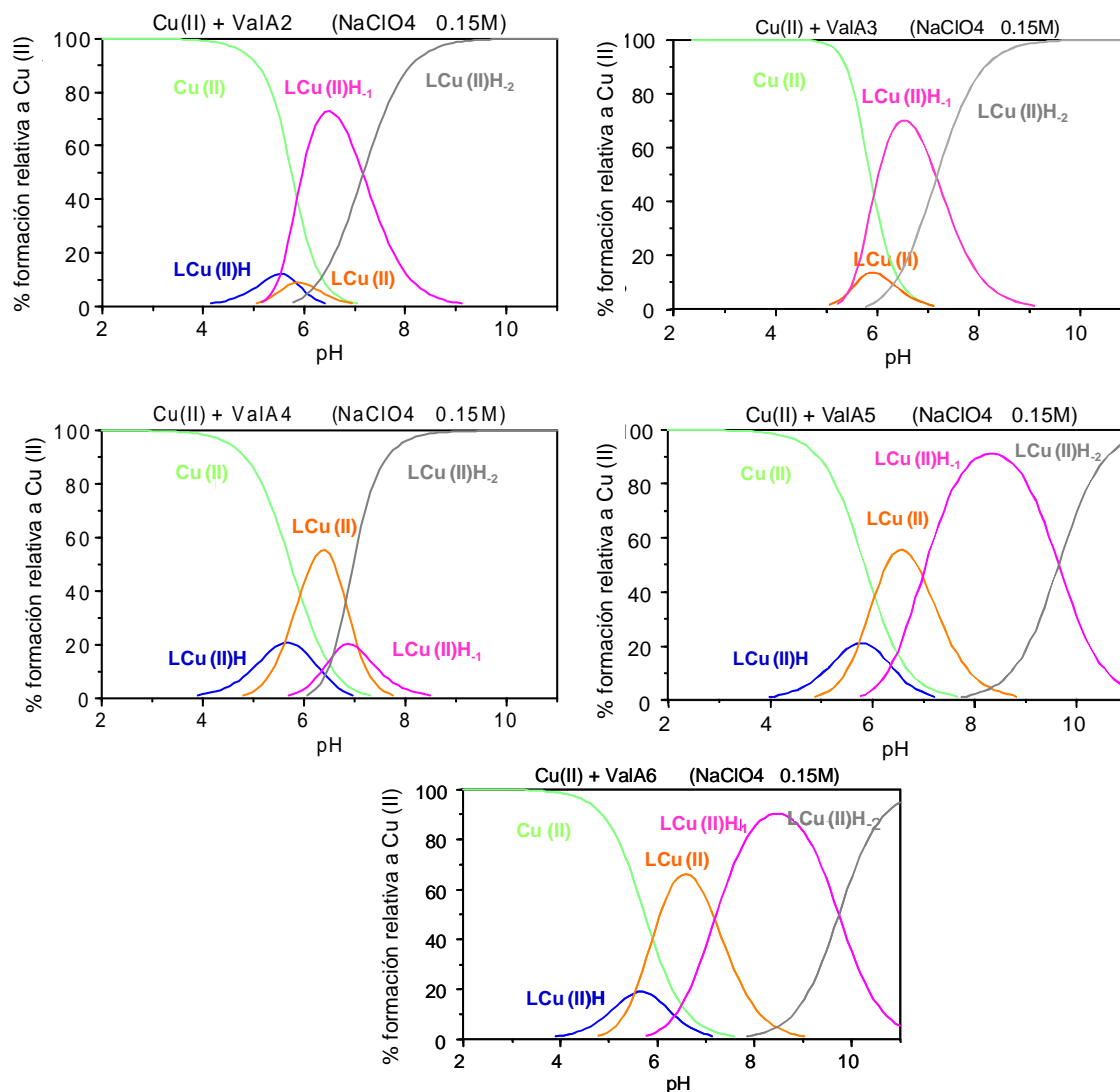 Cu(II) + ValA2 (NaClO4 0.15M)
% formación relativa a Cu (II)
100
80
60
40
20
0
Cu (II)
LCu (II)H-1
LCu (II)H-2
LCu (II)H
LCu (II)
2 4 6 8 10
pH
Cu(II) + ValA3 (NaClO4 0.15M)
% formación relativa a Cu (II)
100
80
60
40
20
0
Cu (II)
LCu (II)H-1
LCu (II)H-2
LCu (II)
2 4 6 8 10
pH
Cu(II) + ValA4 (NaClO4 0.15M)
% formación relativa a Cu (II)
100
80
60
40
20
0
Cu (II)
LCu (II)H-2
LCu (II)
LCu (II)H
LCu (II)H-1
2 4 6 8 10
pH
Cu(II) + ValA5 (NaClO4 0.15M)
% formación relativa a Cu (II)
100
80
60
40
20
0
Cu (II)
LCu (II)H-1
LCu (II)H-2
LCu (II)
LCu (II)H
2 4 6 8 10
pH
Cu(II) + ValA6 (NaClO4 0.15M)
% formación relativa a Cu (II)
100
80
60
40
20
0
Cu (II)
LCu (II)H-1
LCu (II)H-2
LCu (II)
LCu (II)H
2 4 6 8 10
pH